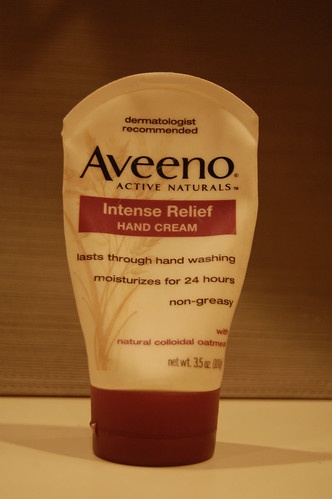 dermatologist
recommended
Aveeno®
ACTIVE NATURALS™
Intense Relief
HAND CREAM
lasts through hand washing
moisturizes for 24 hours
non-greasy
with
natural colloidal oatmeal
net wt. 3.5 oz.